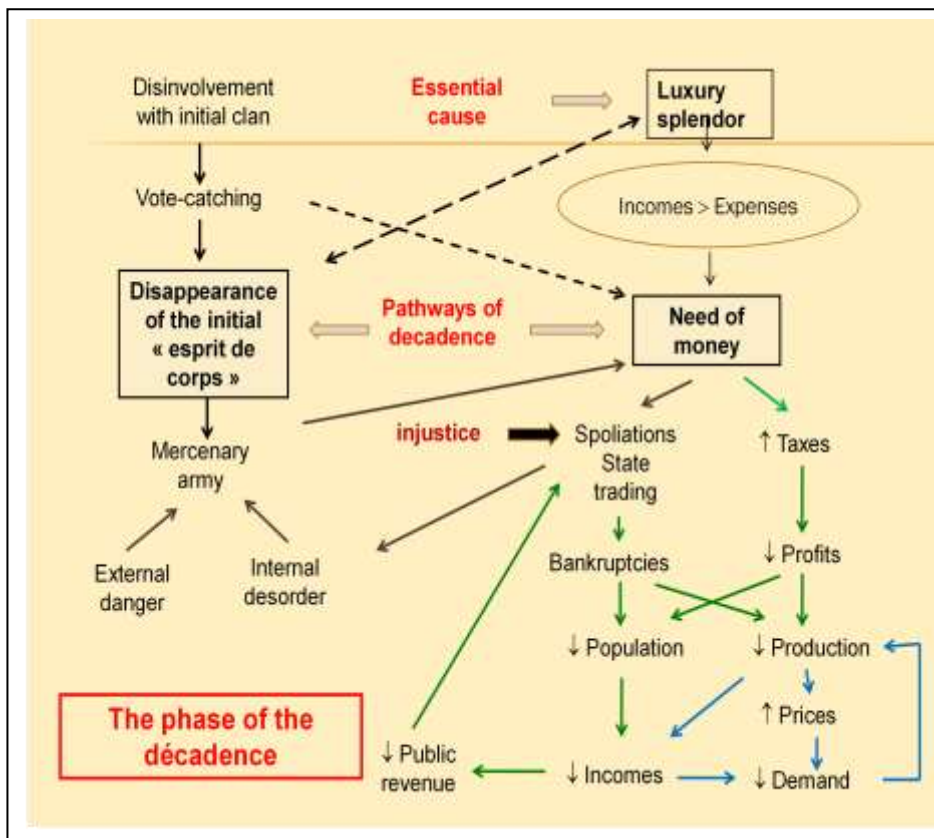 Disinvolvement
with initial clan
Essential
cause
Luxury
splendor
Vote-catching
Incomes > Expenses
Disappearance
of the initial
« esprit de
corps »
Pathways of
decadence
Need of
money
injustice
Spoliations
State
trading
↑ Taxes
Mercenary
army
External
danger
Internal
desorder
Bankruptcies
↓ Profits
↓ Population
↓ Production
↑ Prices
The phase of the
décadence
↓ Public
revenue
↓ Incomes
↓ Demand